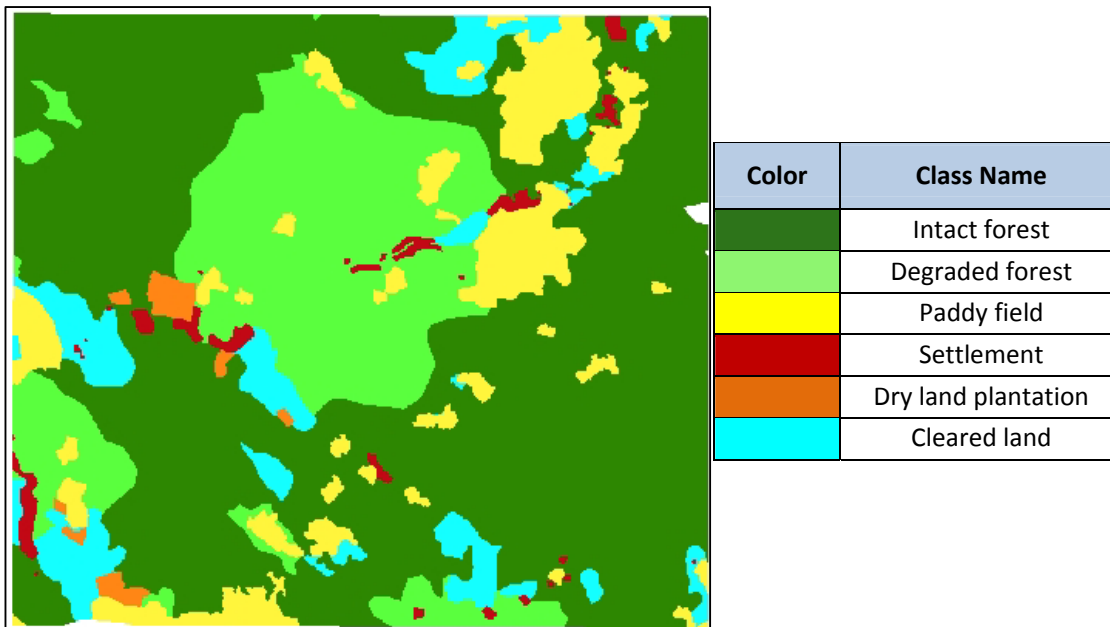 Color Class Name
Intact forest
Degraded forest
Paddy field
Settlement
Dry land plantation
Cleared land